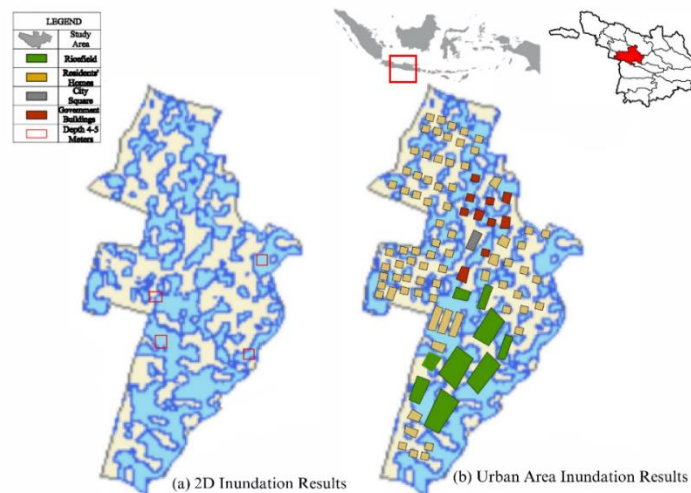 LEGEND
Study
Area
Ricefield
Residents'
Homes
City
Square
Government
Buildings
Depth 4-5
Meters
(a) 2D Inundation Results
(b) Urban Area Inundation Results